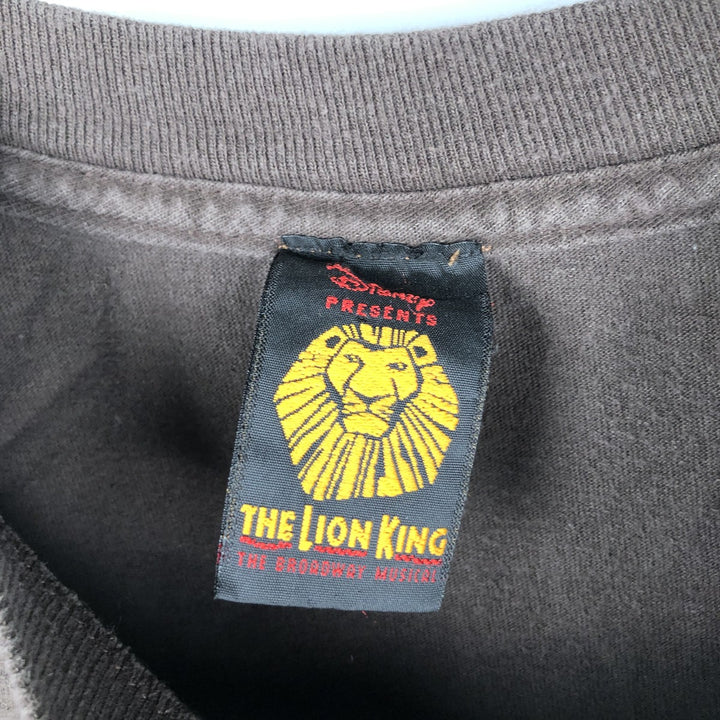 Disney
PRESENTS
THE LION KING
THE BROADWAY MUSICAL